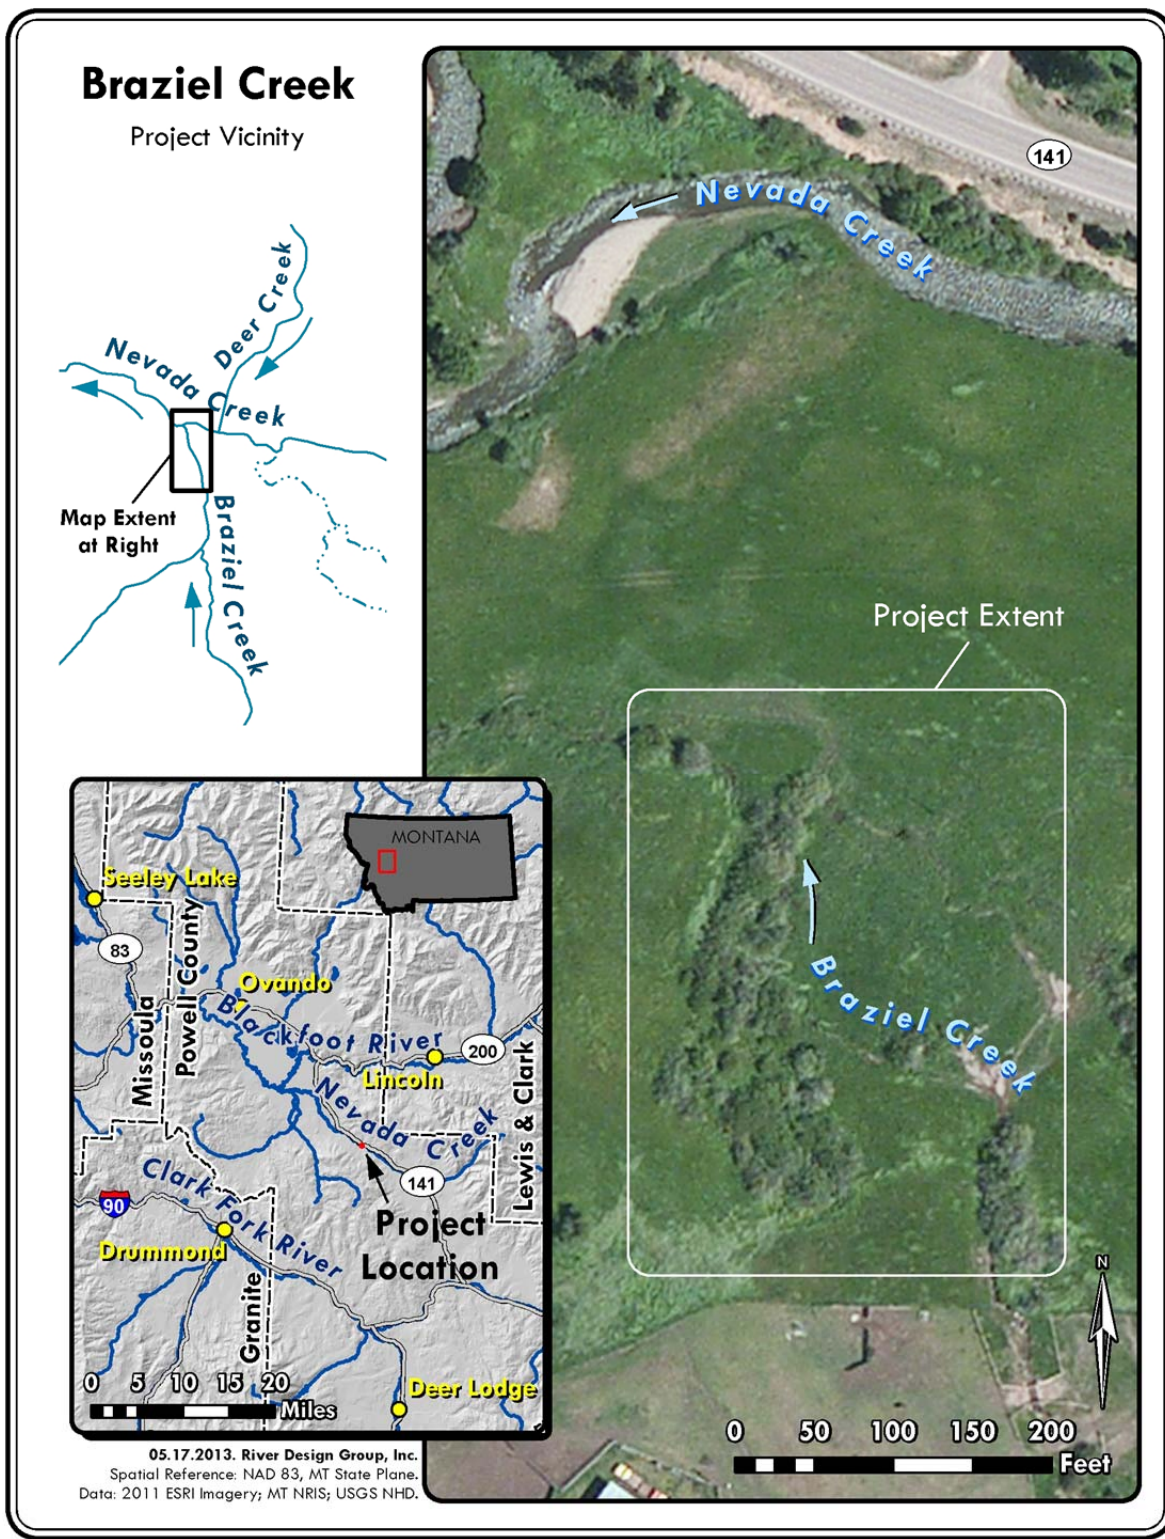 Braziel Creek
Project Vicinity
Deer Creek
Nevada Creek
Map Extent
at Right
Braziel Creek
141
Nevada Creek
Project Extent
Braziel Creek
N
0 50 100 150 200
Feet
MONTANA
Seeley Lake
83
Powell County
Missoula
Ovando
Blackfoot River
200
Lincoln
Nevada Creek
Lewis & Clark
141
Clark Fork River
90
Drummond
Project
Location
Granite
Deer Lodge
0 5 10 15 20
Miles
05.17.2013. River Design Group, Inc.
Spatial Reference: NAD 83, MT State Plane.
Data: 2011 ESRI Imagery; MT NRIS; USGS NHD.